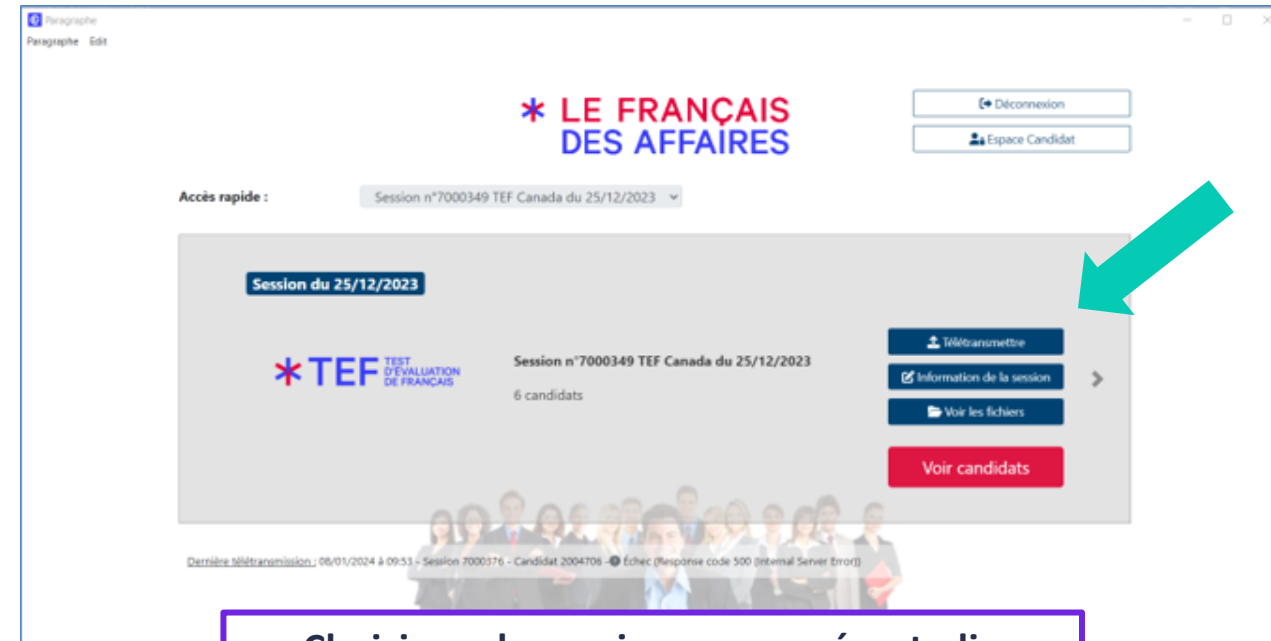 Paragraphe
Paragraphe Edit
* LE FRANÇAIS
DES AFFAIRES
Déconnexion
Espace Candidat
Accès rapide :
Session n°7000349 TEF Canada du 25/12/2023
Session du 25/12/2023
*TEF TEST
D'ÉVALUATION
DE FRANÇAIS
Session n°7000349 TEF Canada du 25/12/2023
6 candidats
Télétransmettre
Information de la session
Voir les fichiers
Voir candidats
Dernière télétransmission : 08/01/2024 à 09:53 - Session 7000376 - Candidat 2004706 - Échec (Response code 500 (Internal Server Error))